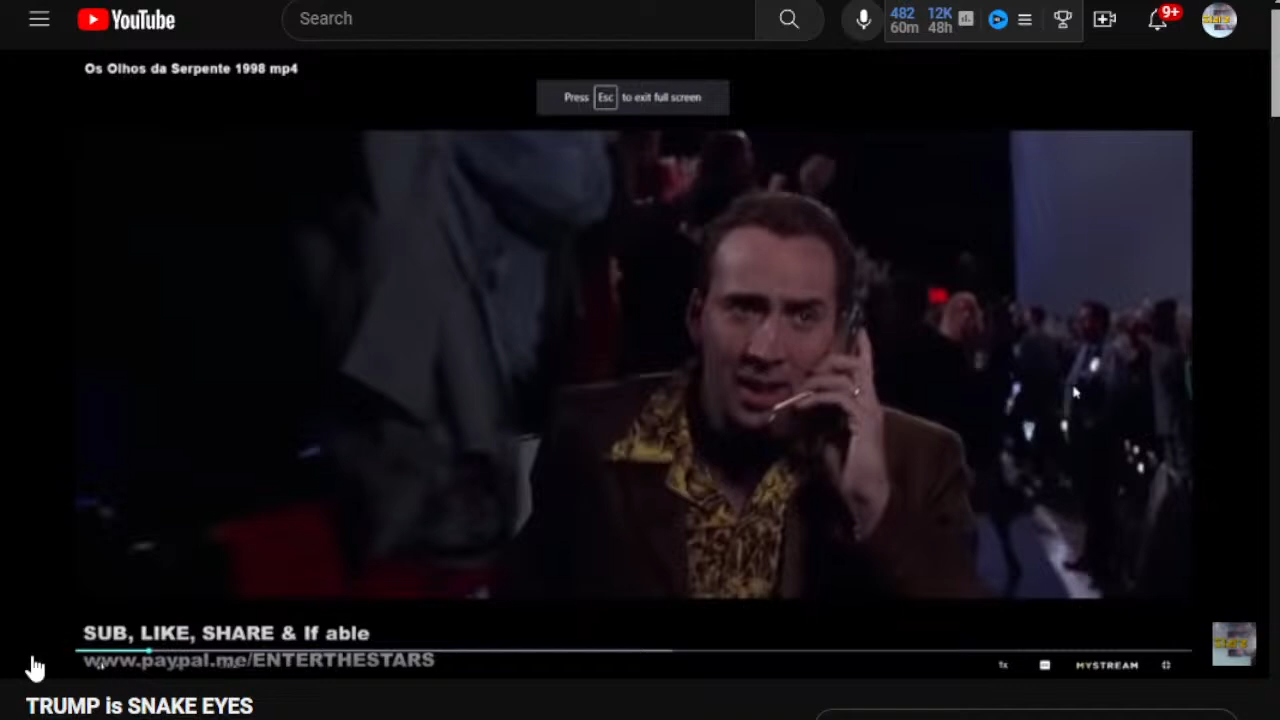 YouTube
Search
482 12K
60m 48h
9+
Os Olhos da Serpente 1998 mp4
Press Esc to exit full screen
SUB, LIKE, SHARE & If able
www.paypal.me/ENTERTHESTARS
1x
MYSTREAM
TRUMP is SNAKE EYES